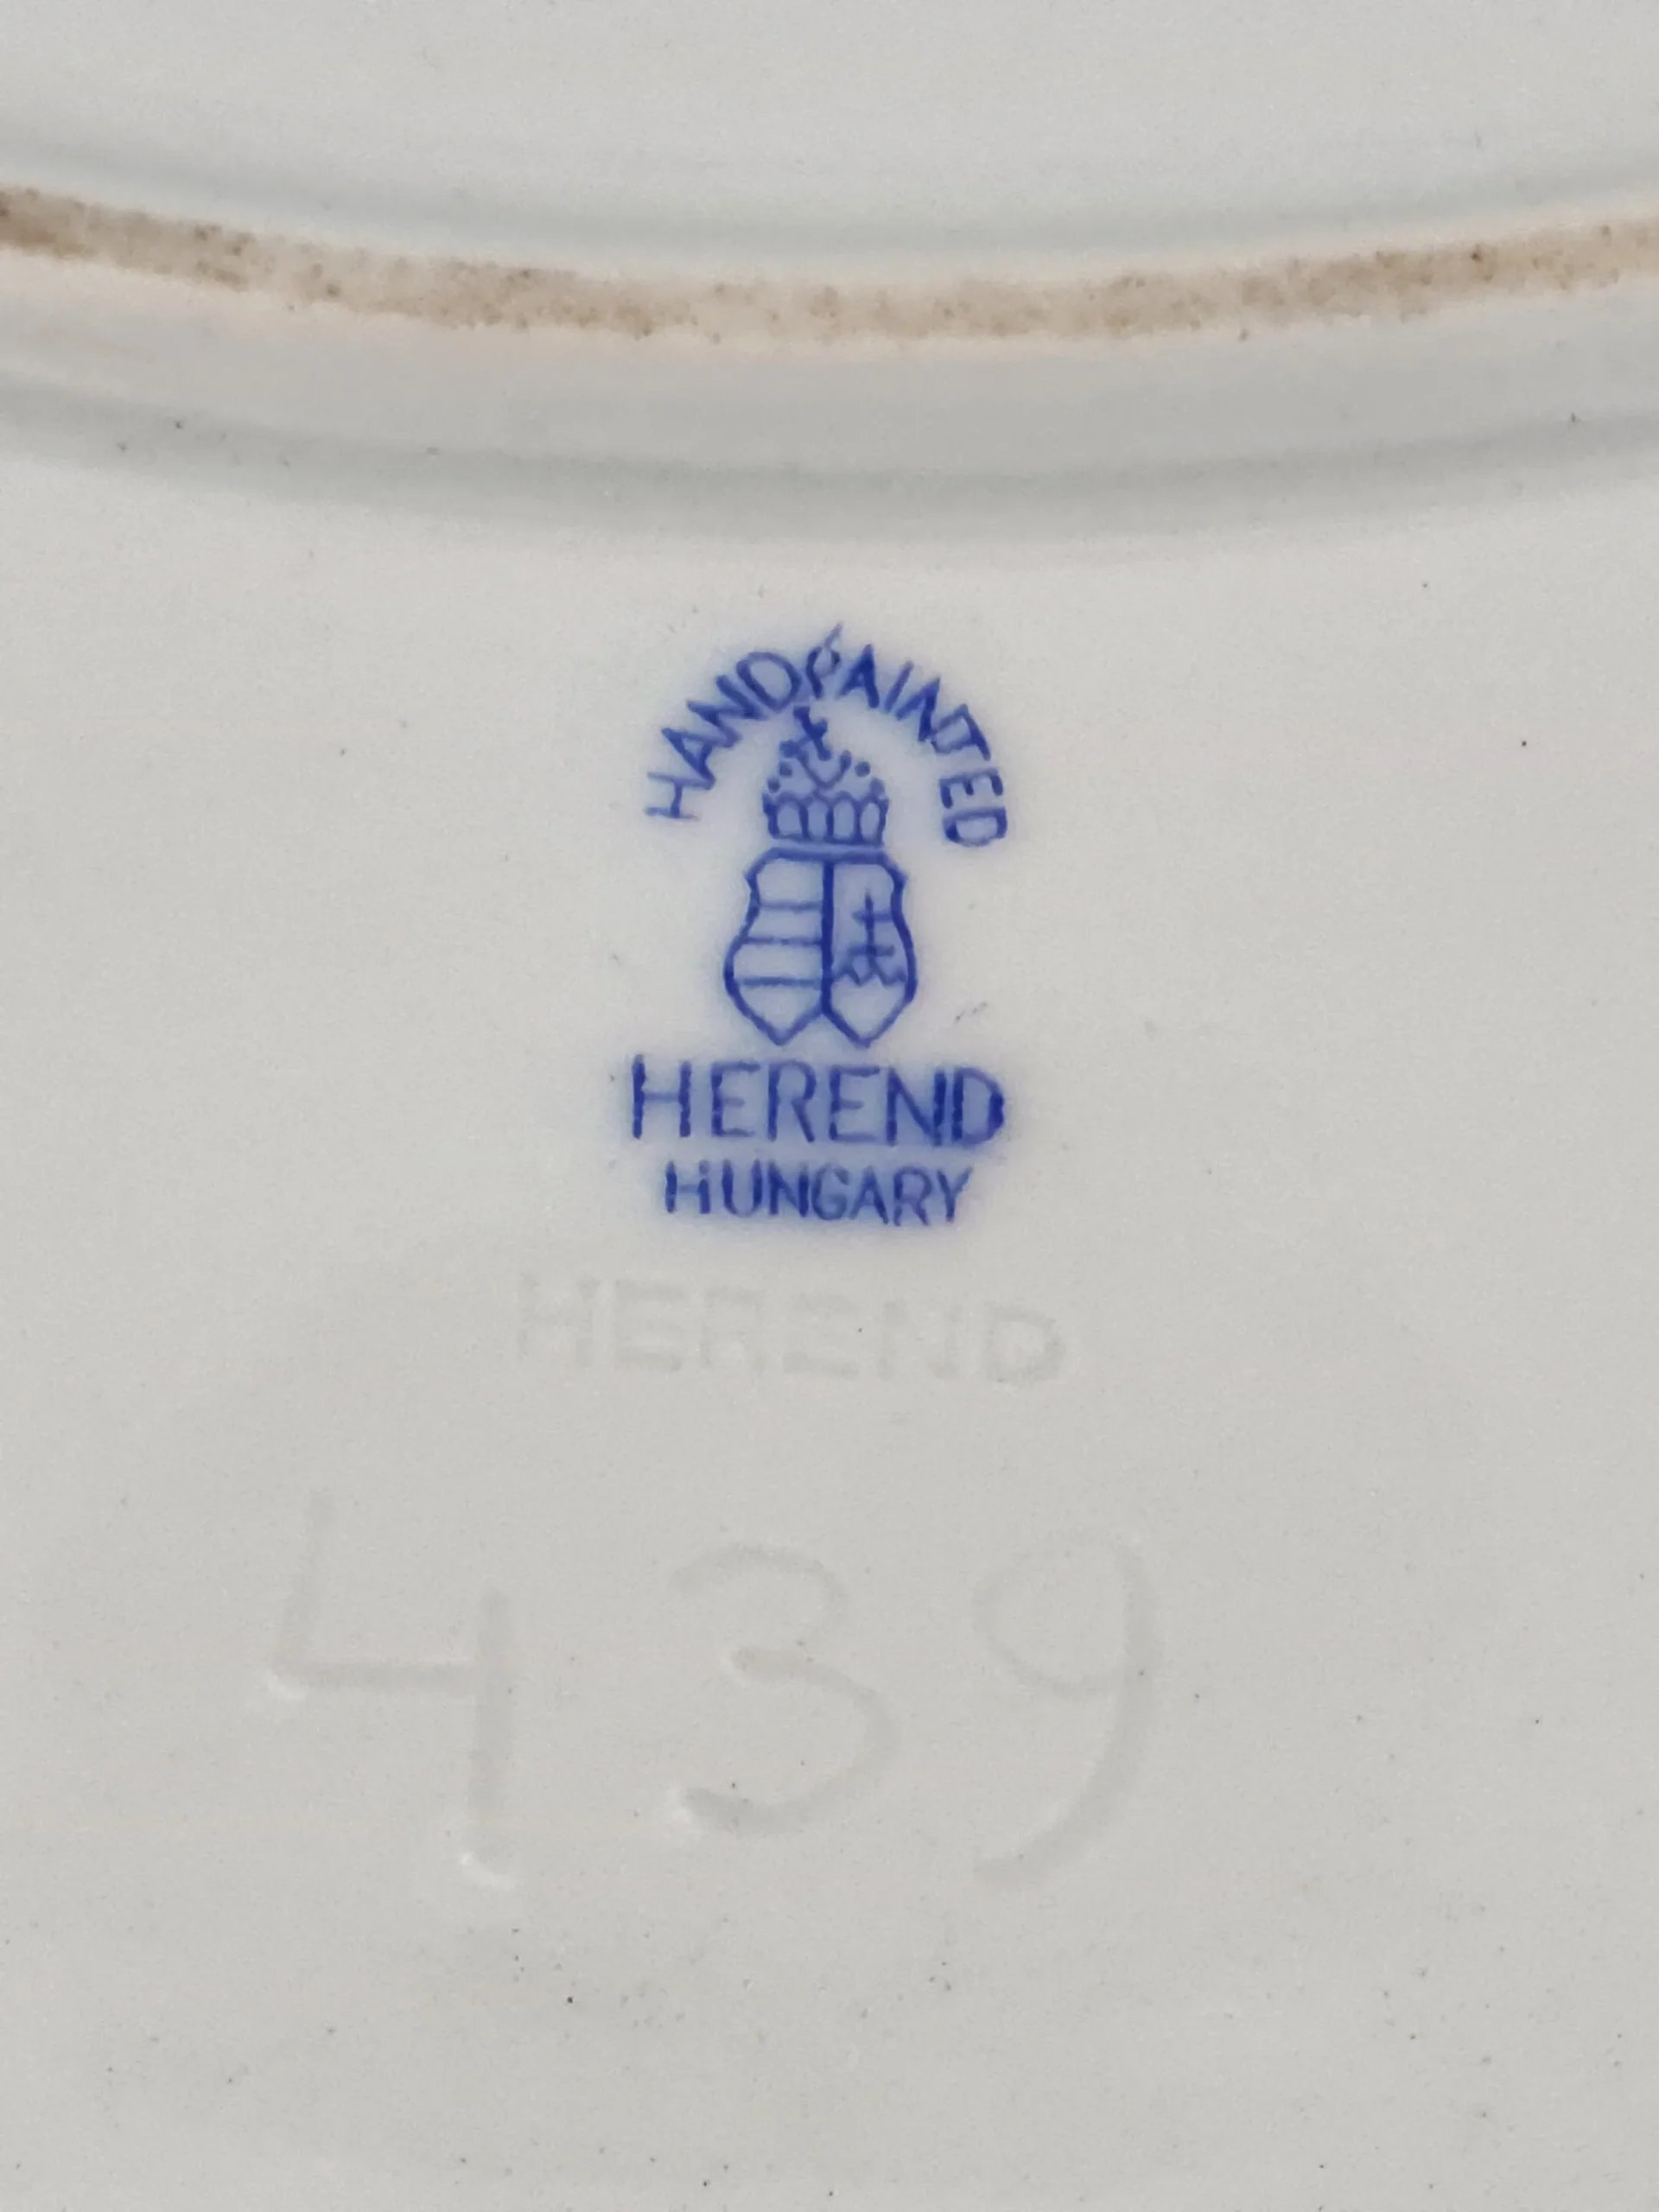 HANDPAINTED
HEREND
HUNGARY
HEREND
439